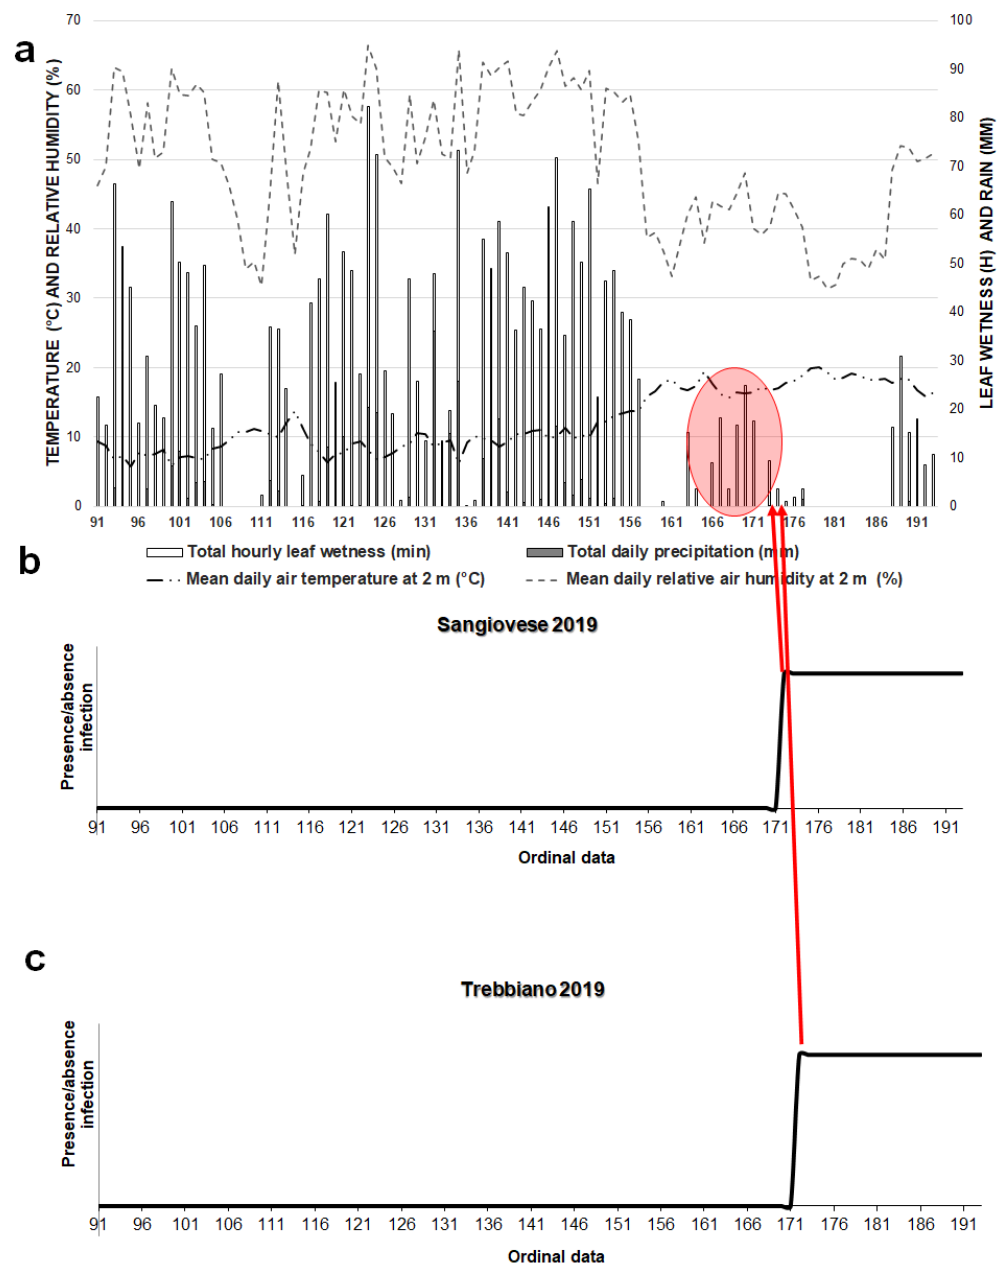 a
TEMPERATURE (°C) AND RELATIVE HUMIDITY (%)
70
60
50
40
30
20
10
0
100
90
80
70
60
50
40
30
20
10
0
LEAF WETNESS (H) AND RAIN (MM)
91 96 101 106 111 116 121 126 131 136 141 146 151 156 161 166 171 176 181 186 191
Total hourly leaf wetness (min) Total daily precipitation (mm)
Mean daily air temperature at 2 m (°C) Mean daily relative air humidity at 2 m (%)
b
Sangiovese 2019
Presence/absence
infection
91 96 101 106 111 116 121 126 131 136 141 146 151 156 161 166 171 176 181 186 191
Ordinal data
c
Trebbiano 2019
Presence/absence
infection
91 96 101 106 111 116 121 126 131 136 141 146 151 156 161 166 171 176 181 186 191
Ordinal data